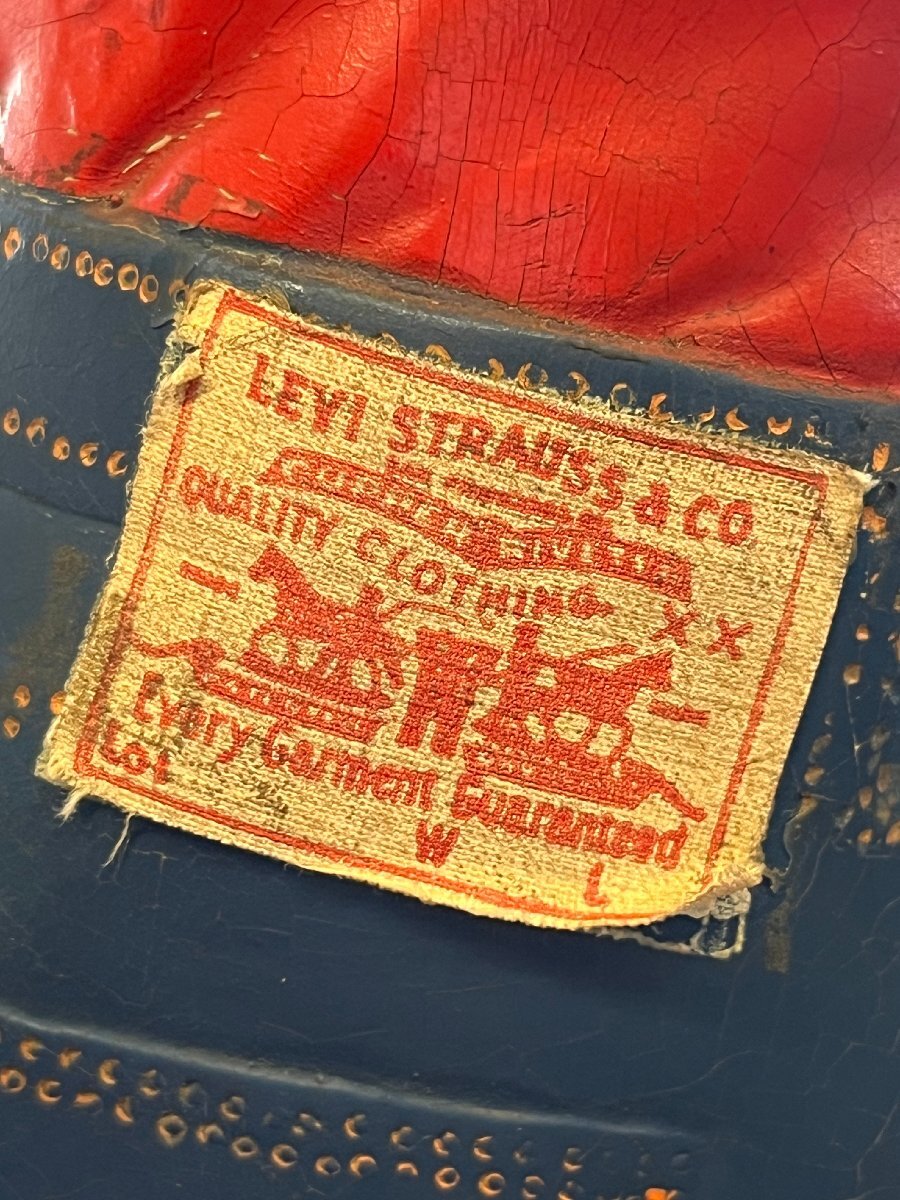 LEVI STRAUSS & CO
QUALITY CLOTHING
XX
Every Garment Guaranteed
Lot W L